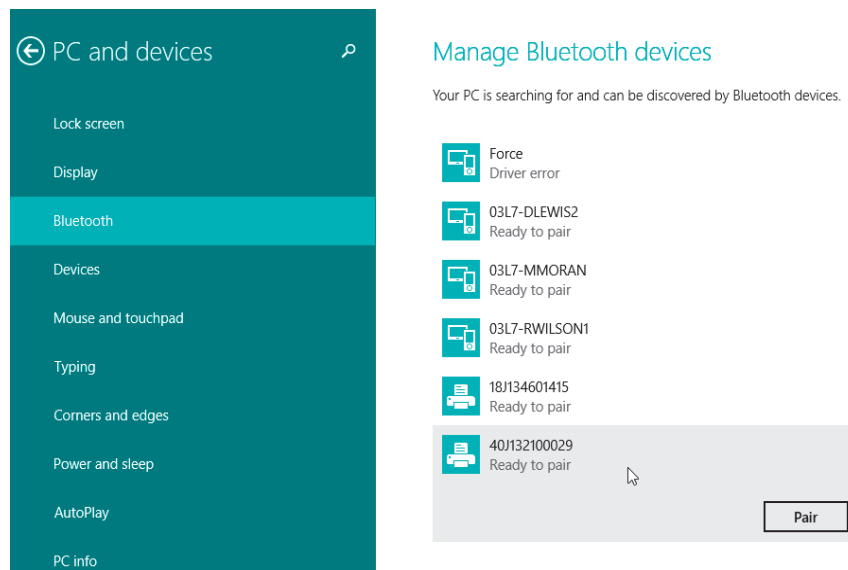 PC and devices
Lock screen
Display
Bluetooth
Devices
Mouse and touchpad
Typing
Corners and edges
Power and sleep
AutoPlay
PC info
Manage Bluetooth devices
Your PC is searching for and can be discovered by Bluetooth devices.
Force
Driver error
03L7-DLEWIS2
Ready to pair
03L7-MMORAN
Ready to pair
03L7-RWILSON1
Ready to pair
18J134601415
Ready to pair
40J132100029
Ready to pair
Pair